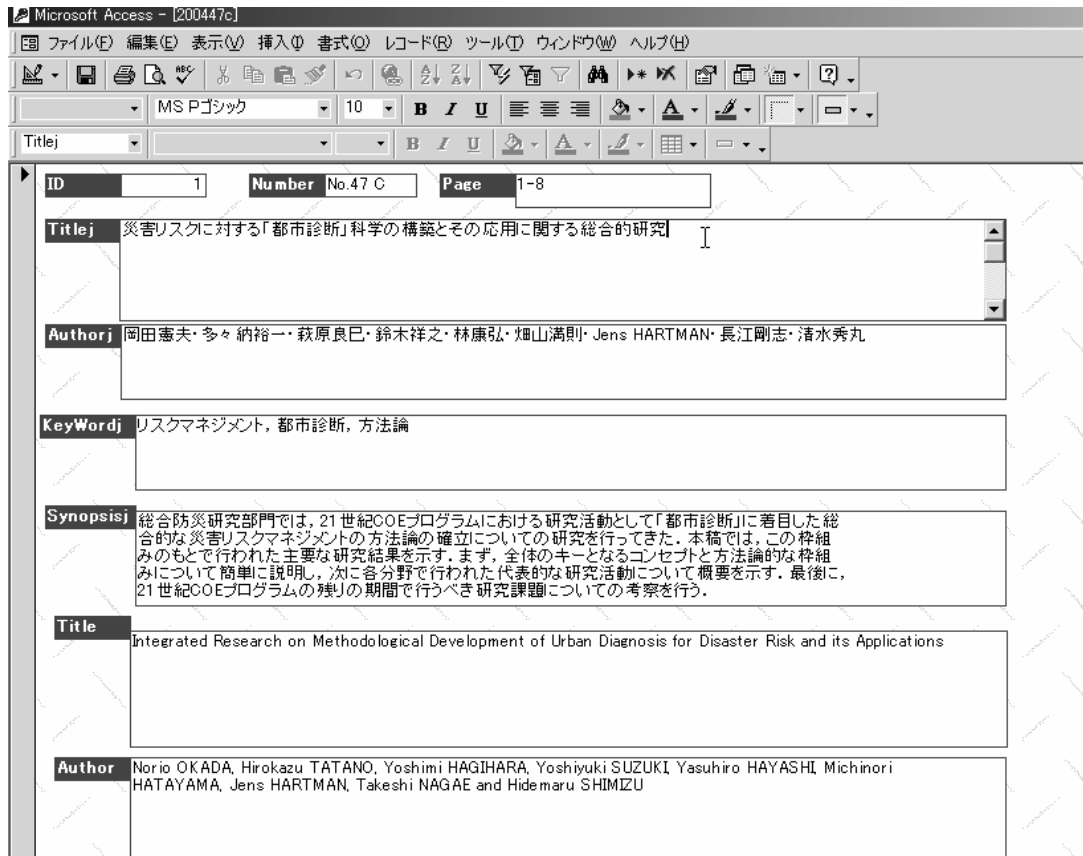 Microsoft Access - [200447c]
ファイル(F) 編集(E) 表示(V) 挿入(I) 書式(O) レコード(R) ツール(T) ウィンドウ(W) ヘルプ(H)
MS Pゴシック 10 B I U A
Titlej B I U A
ID 1 Number No.47 C Page 1-8
Titlej 災害リスクに対する「都市診断」科学の構築とその応用に関する総合的研究
Authorj 岡田憲夫・多々納裕一・萩原良巳・鈴木祥之・林康弘・畑山満則・Jens HARTMAN・長江剛志・清水秀丸
KeyWordj リスクマネジメント, 都市診断, 方法論
Synopsisj 総合防災研究部門では, 21世紀COEプログラムにおける研究活動として「都市診断」に着目した総
合的な災害リスクマネジメントの方法論の確立についての研究を行ってきた. 本稿では, この枠組
みのもとで行われた主要な研究結果を示す. まず, 全体のキーとなるコンセプトと方法論的な枠組
みについて簡単に説明し, 次に各分野で行われた代表的な研究活動について概要を示す. 最後に,
21世紀COEプログラムの残りの期間で行うべき研究課題についての考察を行う.
Title Integrated Research on Methodological Development of Urban Diagnosis for Disaster Risk and its Applications
Author Norio OKADA, Hirokazu TATANO, Yoshimi HAGIHARA, Yoshiyuki SUZUKI, Yasuhiro HAYASHI, Michinori
HATAYAMA, Jens HARTMAN, Takeshi NAGAE and Hidemaru SHIMIZU